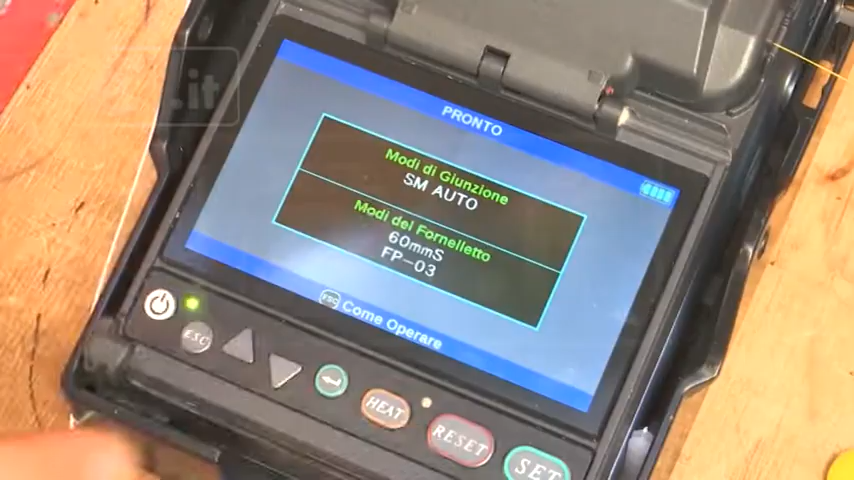 .it
PRONTO
Modi di Giunzione
SM AUTO
Modi del Fornelletto
60mmS
FP-03
ESC Come Operare
ESC
HEAT
RESET
SET